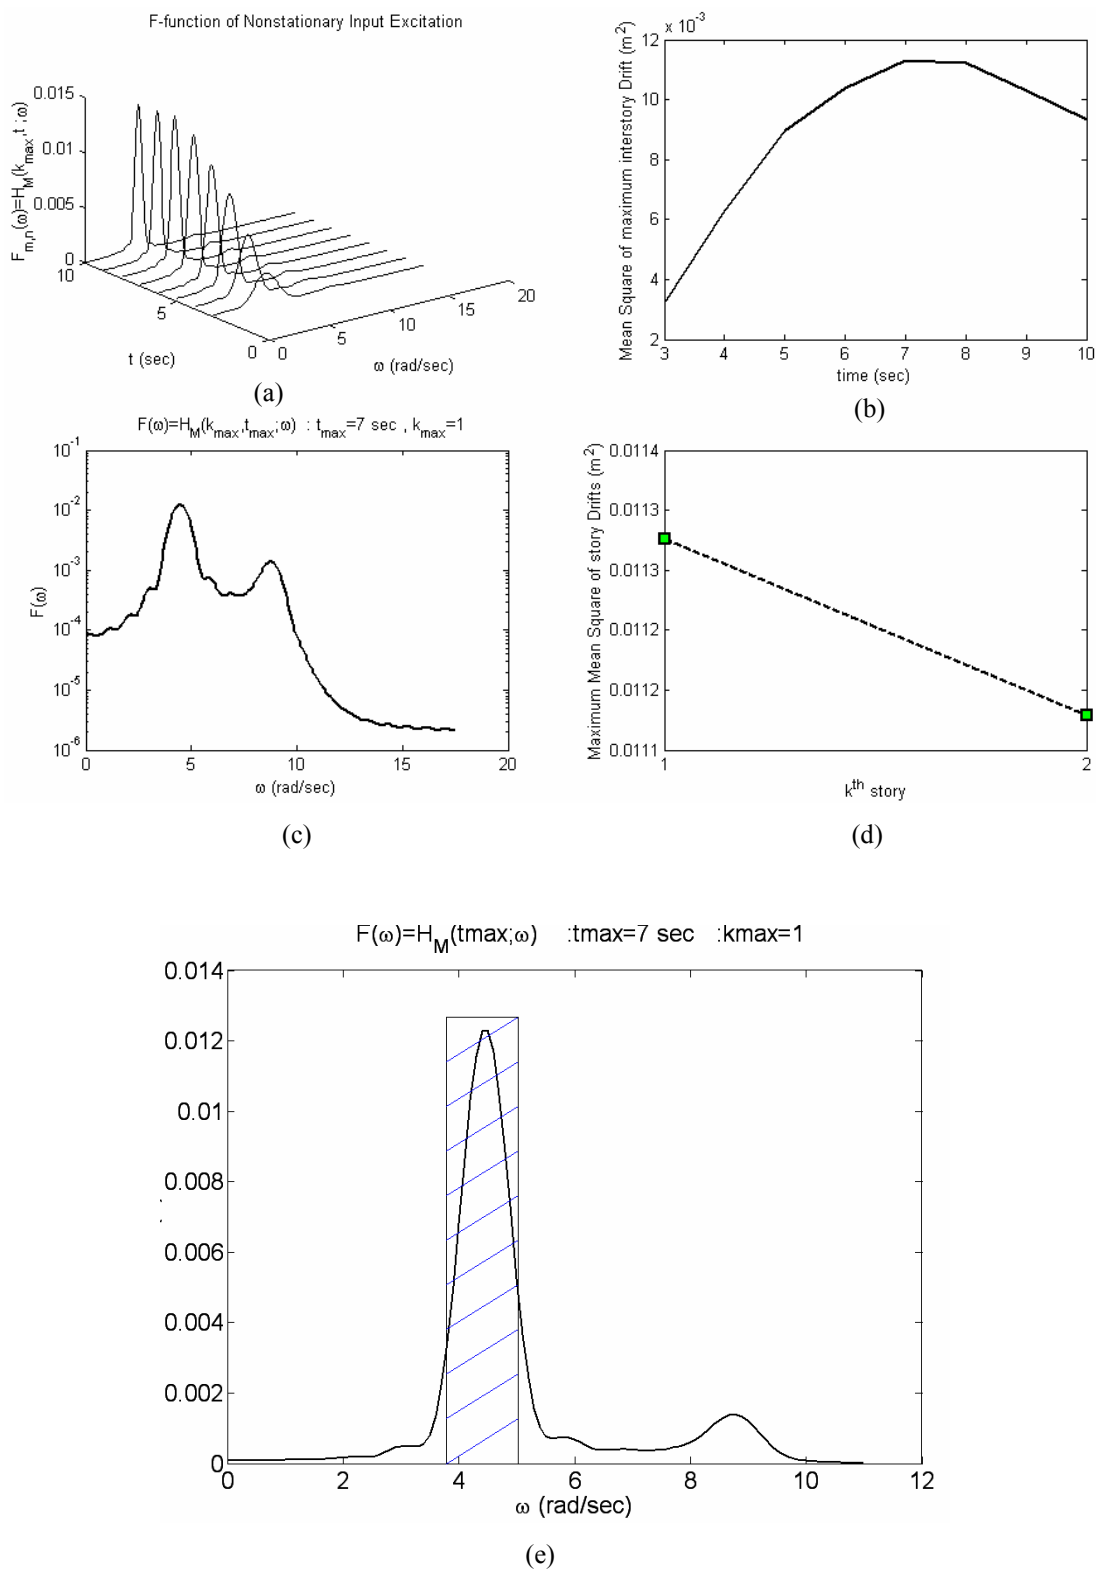 F-function of Nonstationary Input Excitation
F_m,n(ω)=H_M(k_max,t ;ω)
0.015
0.01
0.005
0
10
5
0
t (sec)
0
5
10
15
20
ω (rad/sec)
(a)
x 10^-3
Mean Square of maximum interstory Drift (m^2)
12
10
8
6
4
2
3 4 5 6 7 8 9 10
time (sec)
(b)
F(ω)=H_M(k_max,t_max;ω) : t_max=7 sec , k_max=1
F(ω)
10^-1
10^-2
10^-3
10^-4
10^-5
10^-6
0 5 10 15 20
ω (rad/sec)
(c)
Maximum Mean Square of story Drifts (m^2)
0.0114
0.0113
0.0113
0.0112
0.0112
0.0111
1 2
k^th story
(d)
F(ω)=H_M(tmax;ω) :tmax=7 sec :kmax=1
0.014
0.012
0.01
0.008
0.006
0.004
0.002
0
0 2 4 6 8 10 12
ω (rad/sec)
(e)